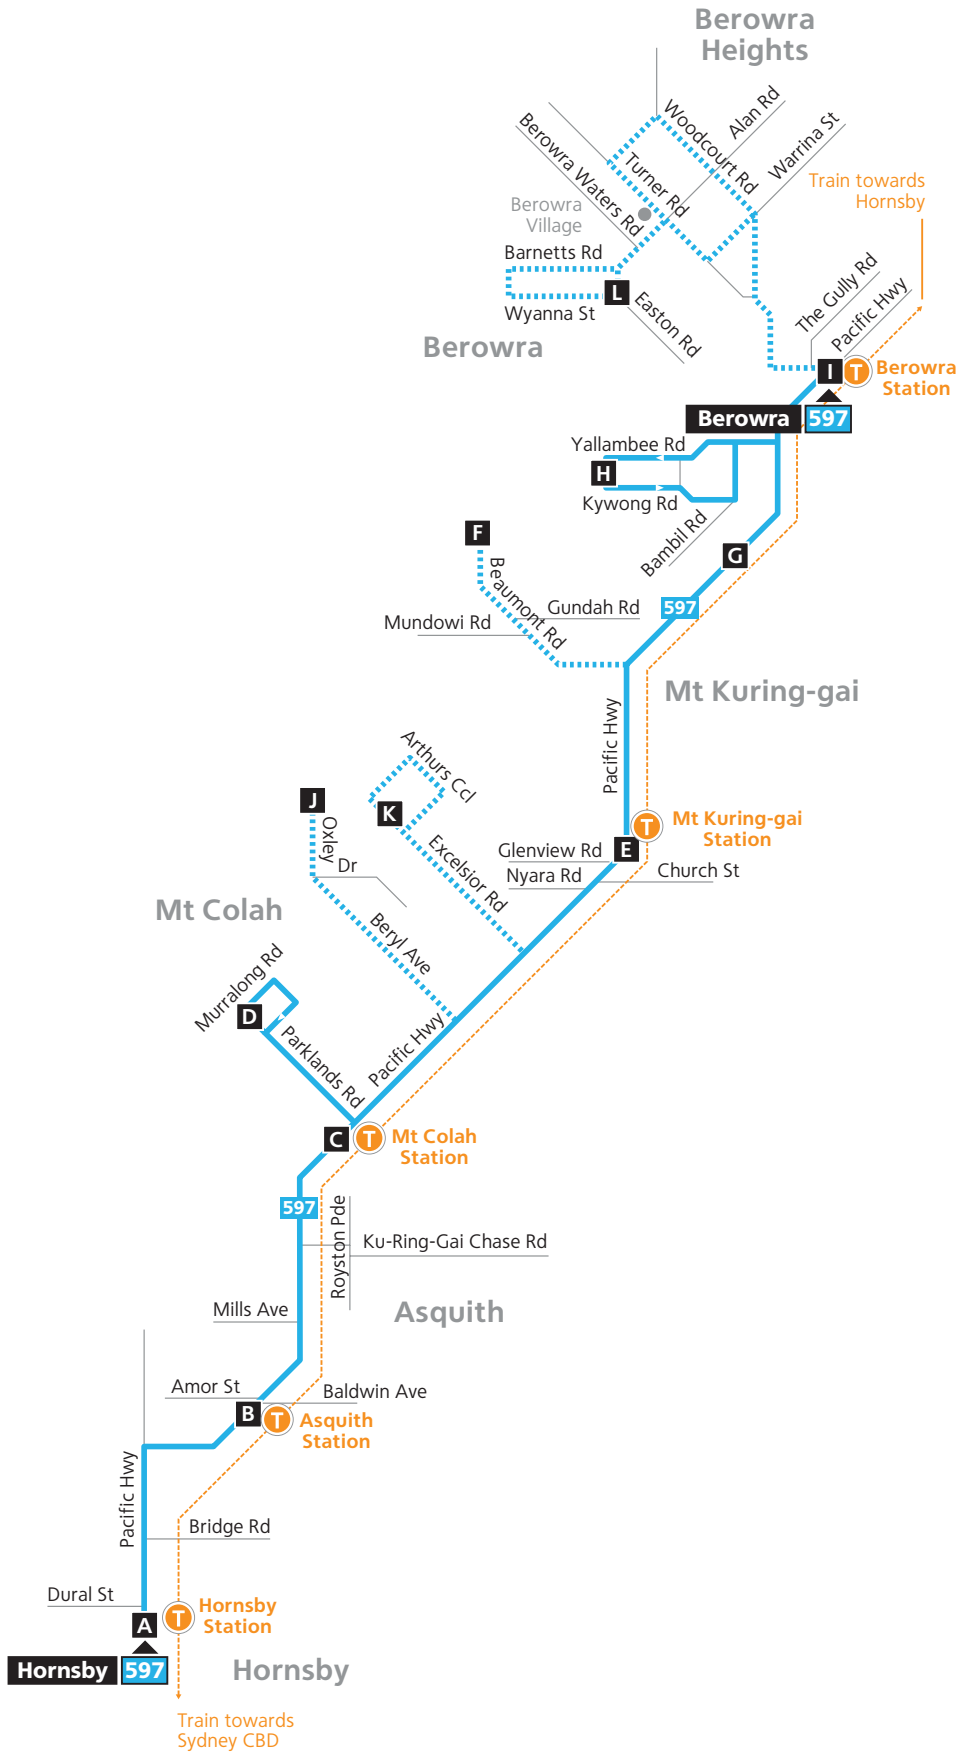 Berowra
Heights
Woodcourt Rd
Alan Rd
Warrina St
Berowra Waters Rd
Turner Rd
Train towards
Hornsby
Berowra
Village
Barnetts Rd
L
Wyanna St
Easton Rd
The Gully Rd
Pacific Hwy
Berowra
I
T
Berowra
Station
Berowra
597
Yallambee Rd
H
Kywong Rd
Bambil Rd
F
G
Beaumont Rd
Gundah Rd
597
Mundowi Rd
Mt Kuring-gai
Pacific Hwy
Arthurs Ccl
J
K
Oxley
Dr
Excelsior Rd
T
Mt Kuring-gai
Station
Glenview Rd
E
Nyara Rd
Church St
Mt Colah
Beryl Ave
Murralong Rd
D
Parklands Rd
Pacific Hwy
C
T
Mt Colah
Station
597
Royston Pde
Ku-Ring-Gai Chase Rd
Mills Ave
Asquith
Amor St
Baldwin Ave
B
T
Asquith
Station
Pacific Hwy
Bridge Rd
Dural St
A
T
Hornsby
Station
Hornsby
597
Hornsby
Train towards
Sydney CBD